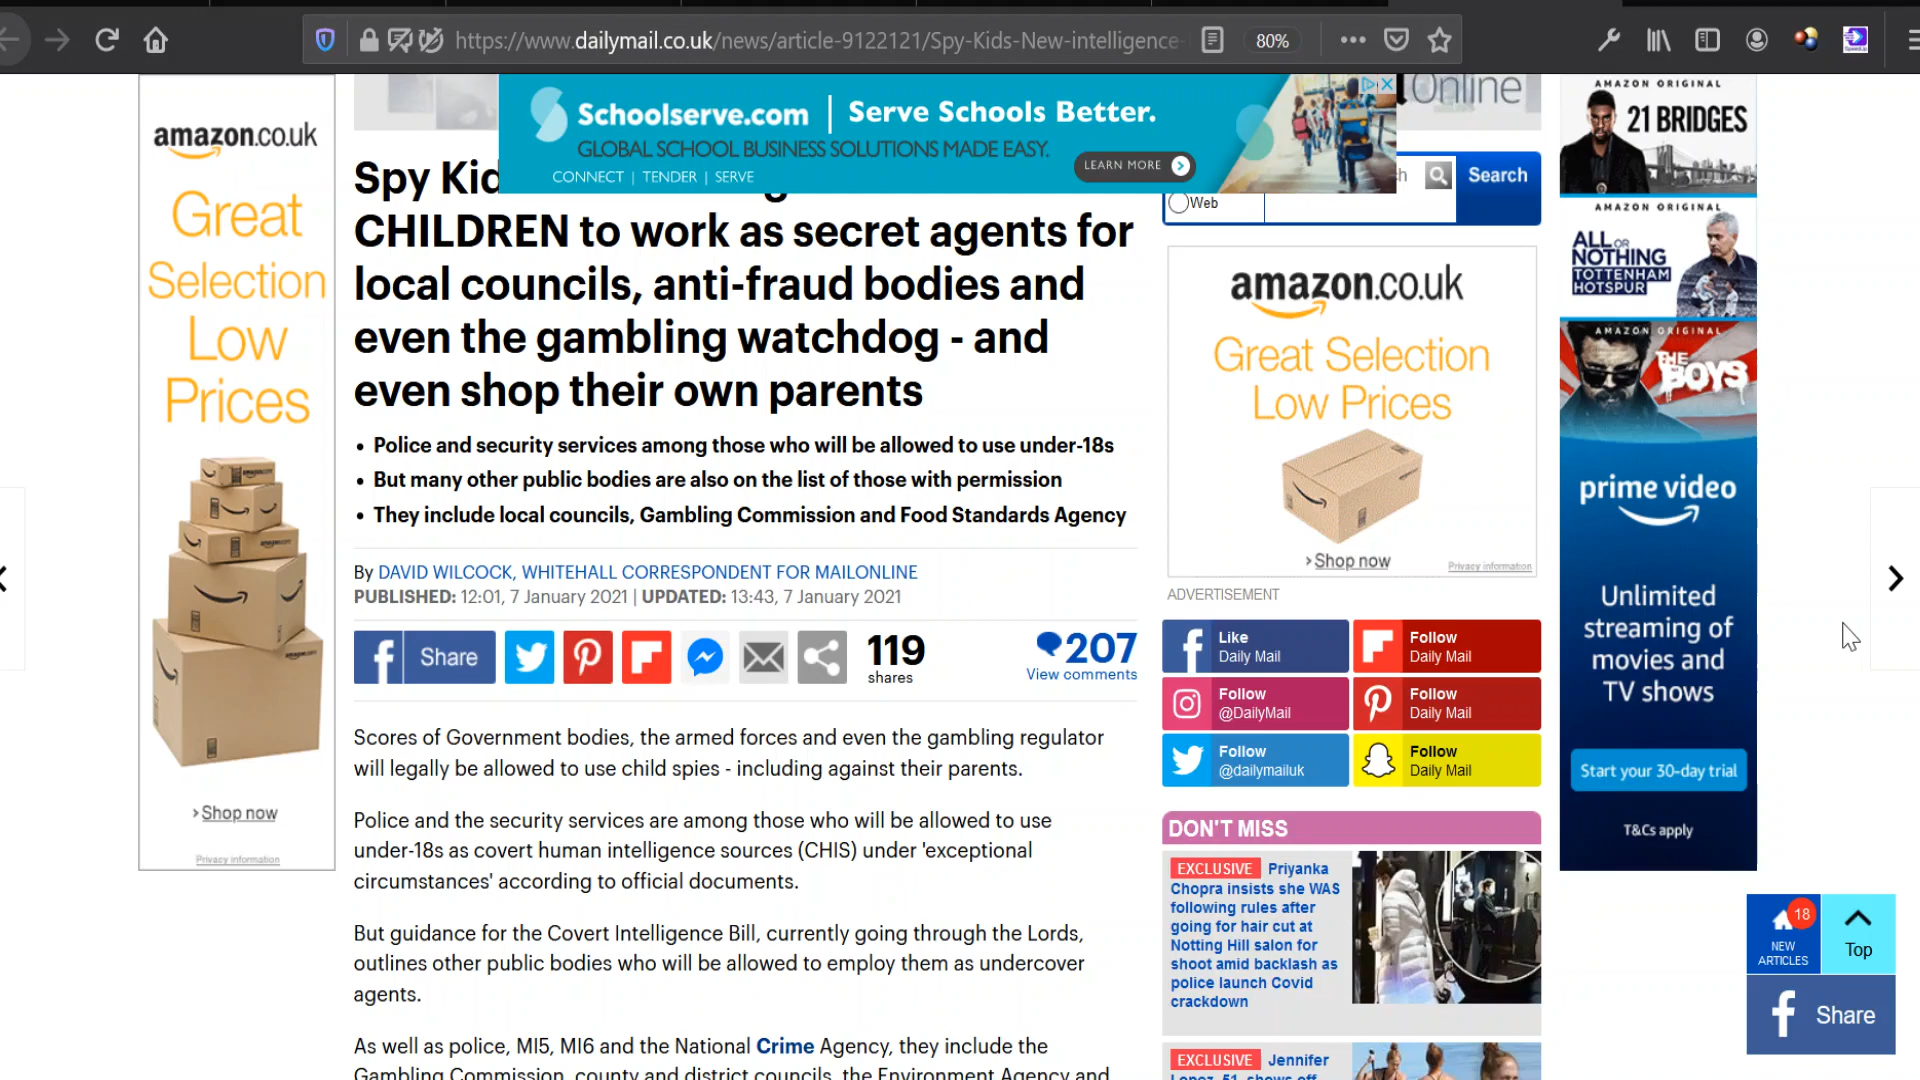 https://www.dailymail.co.uk/news/article-9122121/Spy-Kids-New-intelligence-
80%
amazon.co.uk
Great
Selection
Low
Prices
Shop now
Privacy information
Schoolserve.com | Serve Schools Better.
GLOBAL SCHOOL BUSINESS SOLUTIONS MADE EASY.
CONNECT | TENDER | SERVE
LEARN MORE
Online
Spy Kid
CHILDREN to work as secret agents for
local councils, anti-fraud bodies and
even the gambling watchdog - and
even shop their own parents
• Police and security services among those who will be allowed to use under-18s
• But many other public bodies are also on the list of those with permission
• They include local councils, Gambling Commission and Food Standards Agency
By DAVID WILCOCK, WHITEHALL CORRESPONDENT FOR MAILONLINE
PUBLISHED: 12:01, 7 January 2021 | UPDATED: 13:43, 7 January 2021
Share
119
shares
207
View comments
Scores of Government bodies, the armed forces and even the gambling regulator
will legally be allowed to use child spies - including against their parents.
Police and the security services are among those who will be allowed to use
under-18s as covert human intelligence sources (CHIS) under 'exceptional
circumstances' according to official documents.
But guidance for the Covert Intelligence Bill, currently going through the Lords,
outlines other public bodies who will be allowed to employ them as undercover
agents.
As well as police, MI5, MI6 and the National Crime Agency, they include the
Gambling Commission, county and district councils, the Environment Agency and
h
Search
Web
amazon.co.uk
Great Selection
Low Prices
Shop now
Privacy information
ADVERTISEMENT
Like
Daily Mail
Follow
Daily Mail
Follow
@DailyMail
Follow
Daily Mail
Follow
@dailymailuk
Follow
Daily Mail
DON'T MISS
EXCLUSIVE Priyanka
Chopra insists she WAS
following rules after
going for hair cut at
Notting Hill salon for
shoot amid backlash as
police launch Covid
crackdown
EXCLUSIVE Jennifer
Lopez, 51, shows off
AMAZON ORIGINAL
21 BRIDGES
AMAZON ORIGINAL
ALL OR
NOTHING
TOTTENHAM
HOTSPUR
AMAZON ORIGINAL
THE
BOYS
prime video
Unlimited
streaming of
movies and
TV shows
Start your 30-day trial
T&Cs apply
18
NEW
ARTICLES
Top
Share